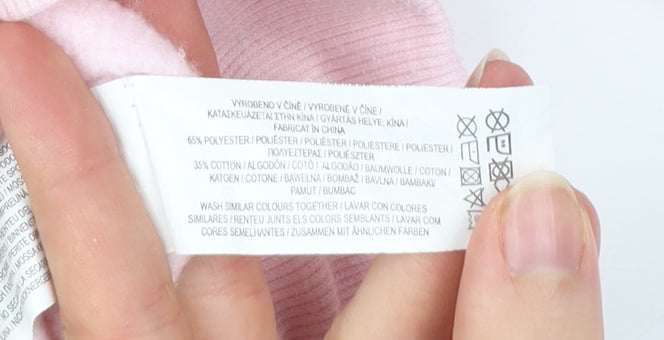 VYROBENO V ČÍNĚ / VYROBENÉ V ČÍNE /
ΚΑΤΑΣΚΕΥΑΖΕΤΑΙ ΣΤΗΝ ΚΙΝΑ / GYÁRTÁS HELYE: KÍNA /
FABRICAT ÎN CHINA
65% POLYESTER / POLIÉSTER / POLIÈSTER / POLIESTERE / POLIESTER /
ΠΟΛΥΕΣΤΕΡΑΣ / POLIÉSZTER
35% COTTON / ALGODÓN / COTÓ / ALGODÃO / BAUMWOLLE / COTON /
KATOEN / COTONE / BAWEŁNA / BOMBAŽ / BAVLNA / ΒΑΜΒΑΚΙ/
PAMUT / BUMBAC
WASH SIMILAR COLOURS TOGETHER / LAVAR CON COLORES
SIMILARES / RENTEU JUNTS ELS COLORS SEMBLANTS / LAVAR COM
CORES SEMELHANTES / ZUSAMMEN MIT ÄHNLICHEN FARBEN